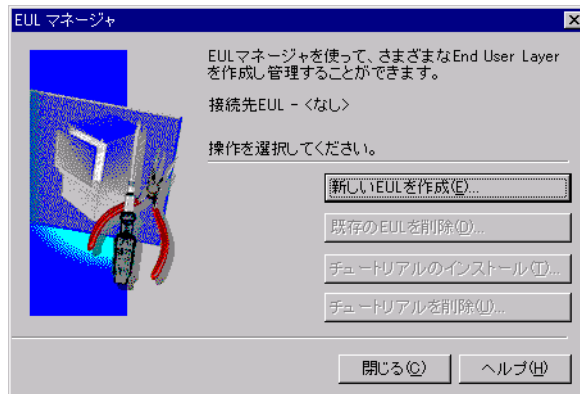 EUL マネージャ
EULマネージャを使って、さまざまなEnd User Layer
を作成し管理することができます。
接続先EUL - <なし>
操作を選択してください。
新しいEULを作成(E)...
既存のEULを削除(D)...
チュートリアルのインストール(T)...
チュートリアルを削除(U)...
閉じる(C)
ヘルプ(H)